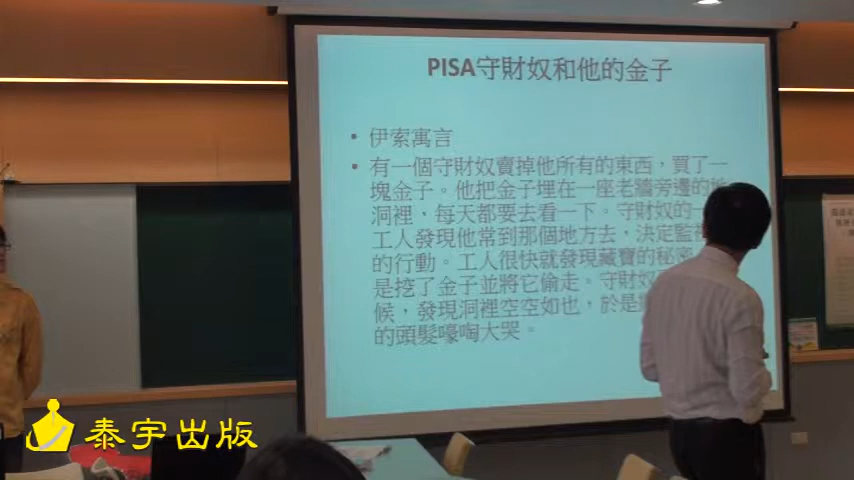 PISA守財奴和他的金子
• 伊索寓言
• 有一個守財奴賣掉他所有的東西，買了一
塊金子。他把金子埋在一座老牆旁邊的
洞裡，每天都要去看一下。守財奴的一
工人發現他常到那個地方去，決定監
的行動。工人很快就發現藏寶的秘
是挖了金子並將它偷走。守財奴
候，發現洞裡空空如也，於是
的頭髮嚎啕大哭。
泰宇出版